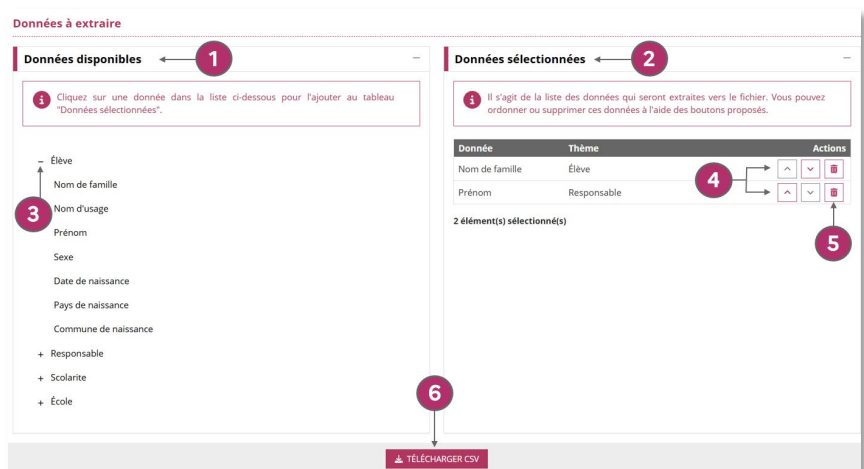 Données à extraire
Données disponibles
1
−
Cliquez sur une donnée dans la liste ci-dessous pour l'ajouter au tableau
"Données sélectionnées".
− Élève
Nom de famille
3
Nom d'usage
Prénom
Sexe
Date de naissance
Pays de naissance
Commune de naissance
+ Responsable
+ Scolarite
+ École
Données sélectionnées
2
−
Il s'agit de la liste des données qui seront extraites vers le fichier. Vous pouvez
ordonner ou supprimer ces données à l'aide des boutons proposés.
Donnée Thème Actions
Nom de famille Élève
4
Prénom Responsable
2 élément(s) sélectionné(s)
5
6
TÉLÉCHARGER CSV